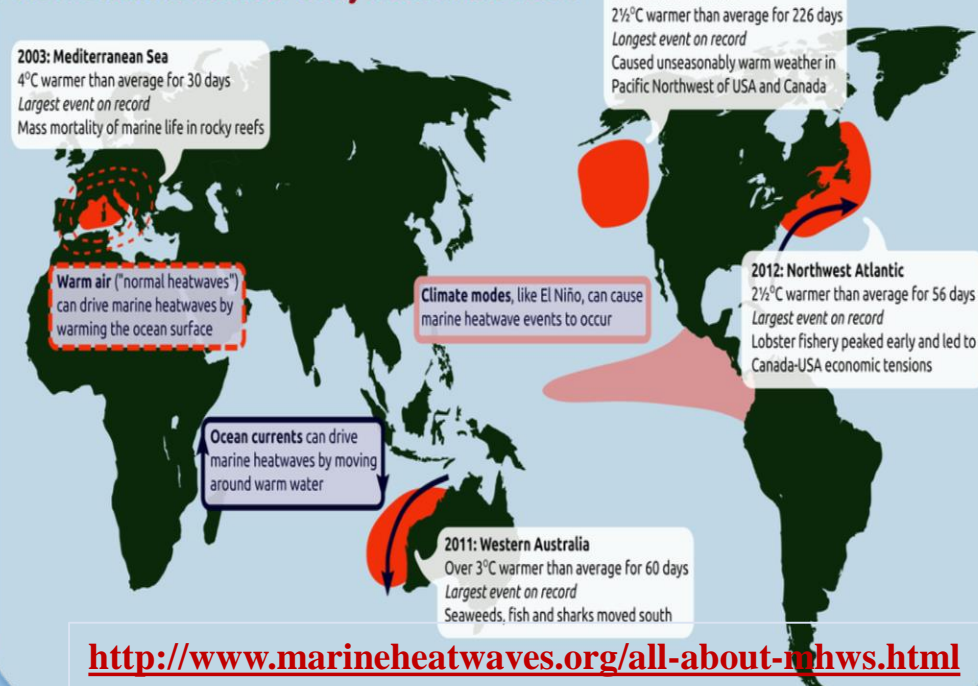 2½⁰C warmer than average for 226 days
Longest event on record
Caused unseasonably warm weather in
Pacific Northwest of USA and Canada
2003: Mediterranean Sea
4⁰C warmer than average for 30 days
Largest event on record
Mass mortality of marine life in rocky reefs
Warm air ("normal heatwaves")
can drive marine heatwaves by
warming the ocean surface
Climate modes, like El Niño, can cause
marine heatwave events to occur
2012: Northwest Atlantic
2½⁰C warmer than average for 56 days
Largest event on record
Lobster fishery peaked early and led to
Canada-USA economic tensions
Ocean currents can drive
marine heatwaves by moving
around warm water
2011: Western Australia
Over 3⁰C warmer than average for 60 days
Largest event on record
Seaweeds, fish and sharks moved south
http://www.marineheatwaves.org/all-about-mhws.html